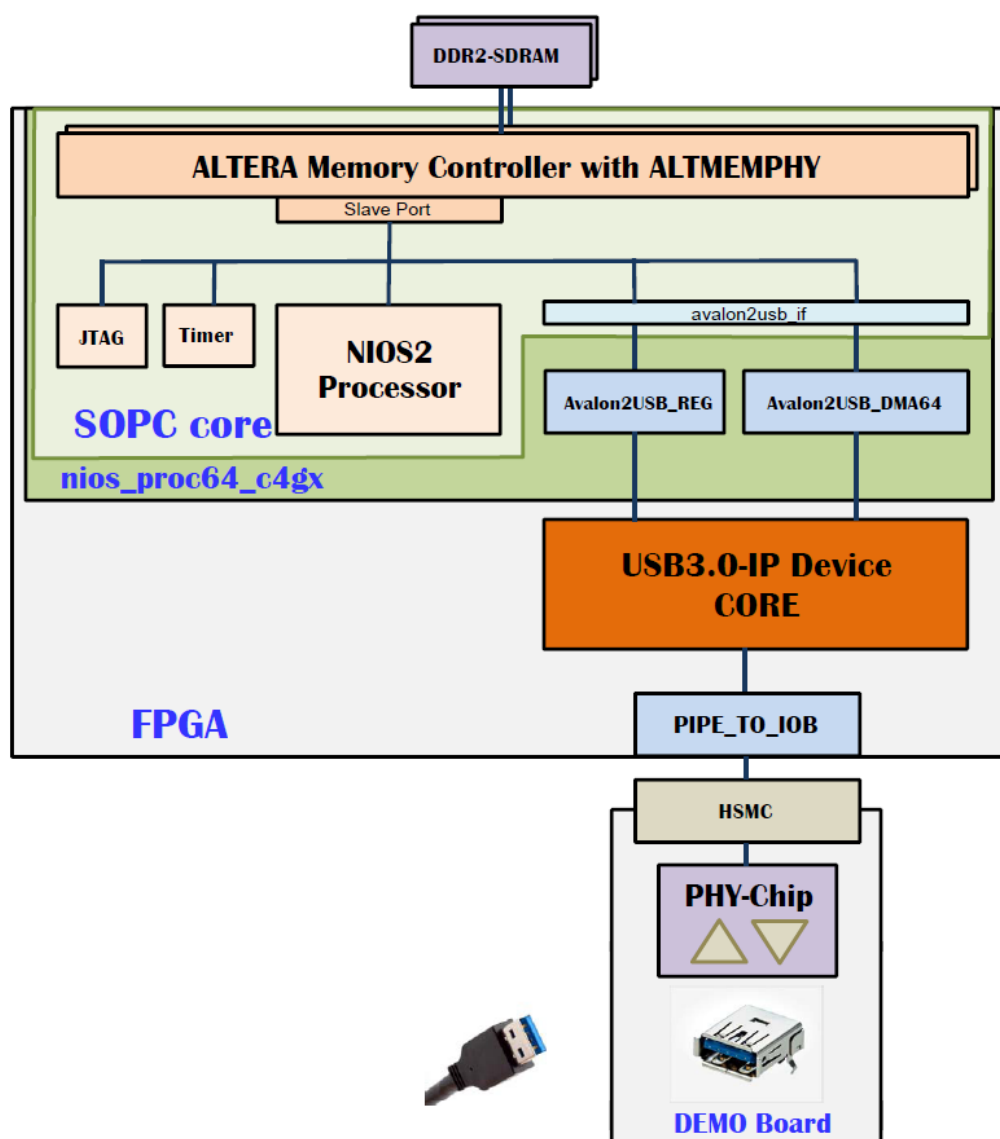 DDR2-SDRAM
ALTERA Memory Controller with ALTMEMPHY
Slave Port
JTAG
Timer
NIOS2
Processor
avalon2usb_if
Avalon2USB_REG
Avalon2USB_DMA64
SOPC core
nios_proc64_c4gx
USB3.0-IP Device
CORE
FPGA
PIPE_TO_IOB
HSMC
PHY-Chip
DEMO Board